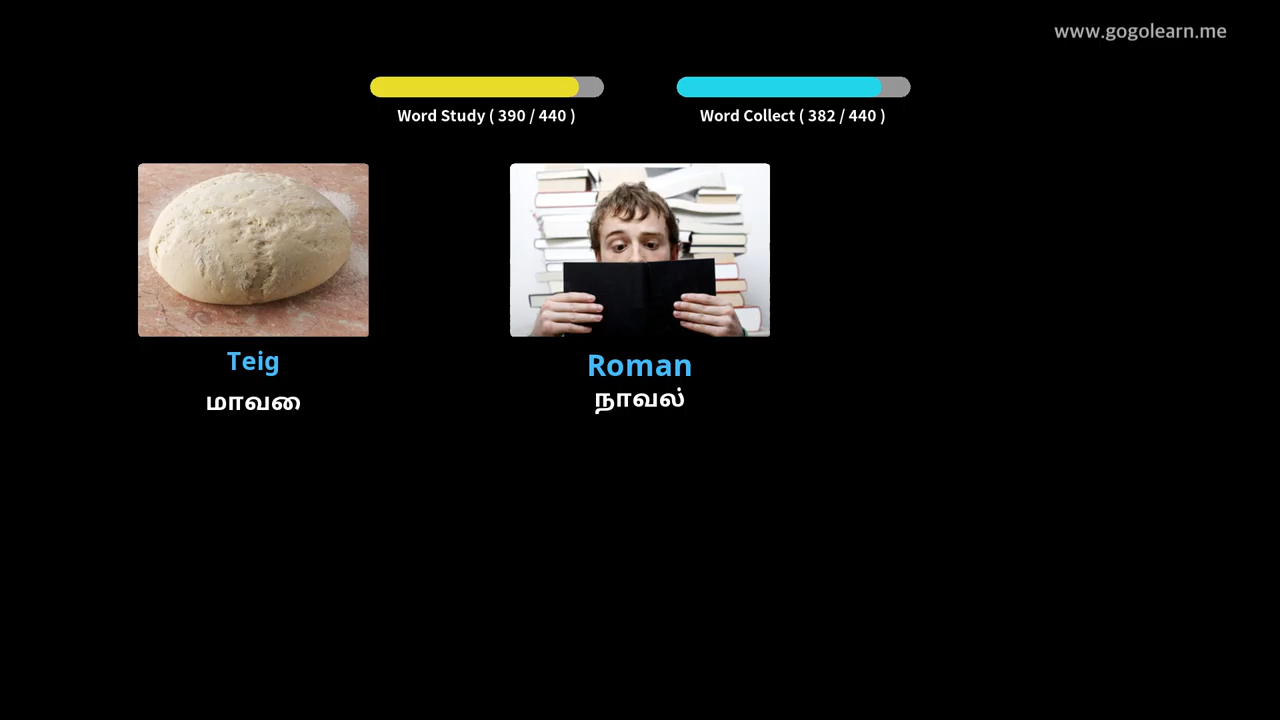 www.gogolearn.me
Word Study ( 390 / 440 )
Word Collect ( 382 / 440 )
Teig
மாவை
Roman
நாவல்